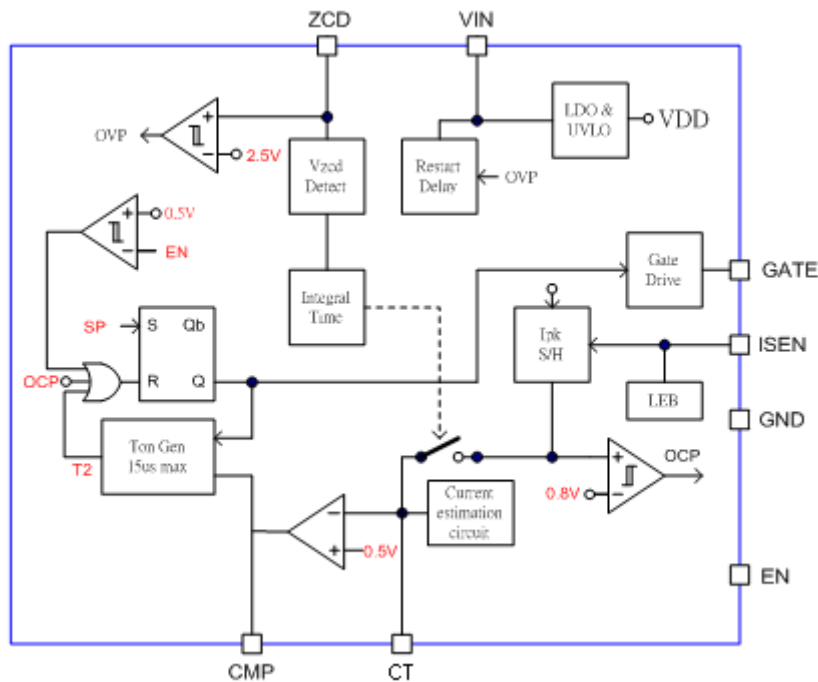 ZCD
VIN
OVP
+
-
2.5V
Vzcd
Detect
Restart
Delay
OVP
LDO &
UVLO
VDD
+
0.5V
-
EN
Integral
Time
Gate
Drive
GATE
SP
S
Qb
R
Q
OCP
Ipk
S/H
ISEN
LEB
GND
Ton Gen
15us max
T2
+
-
0.8V
OCP
Current
estimation
circuit
-
+
0.5V
EN
CMP
CT